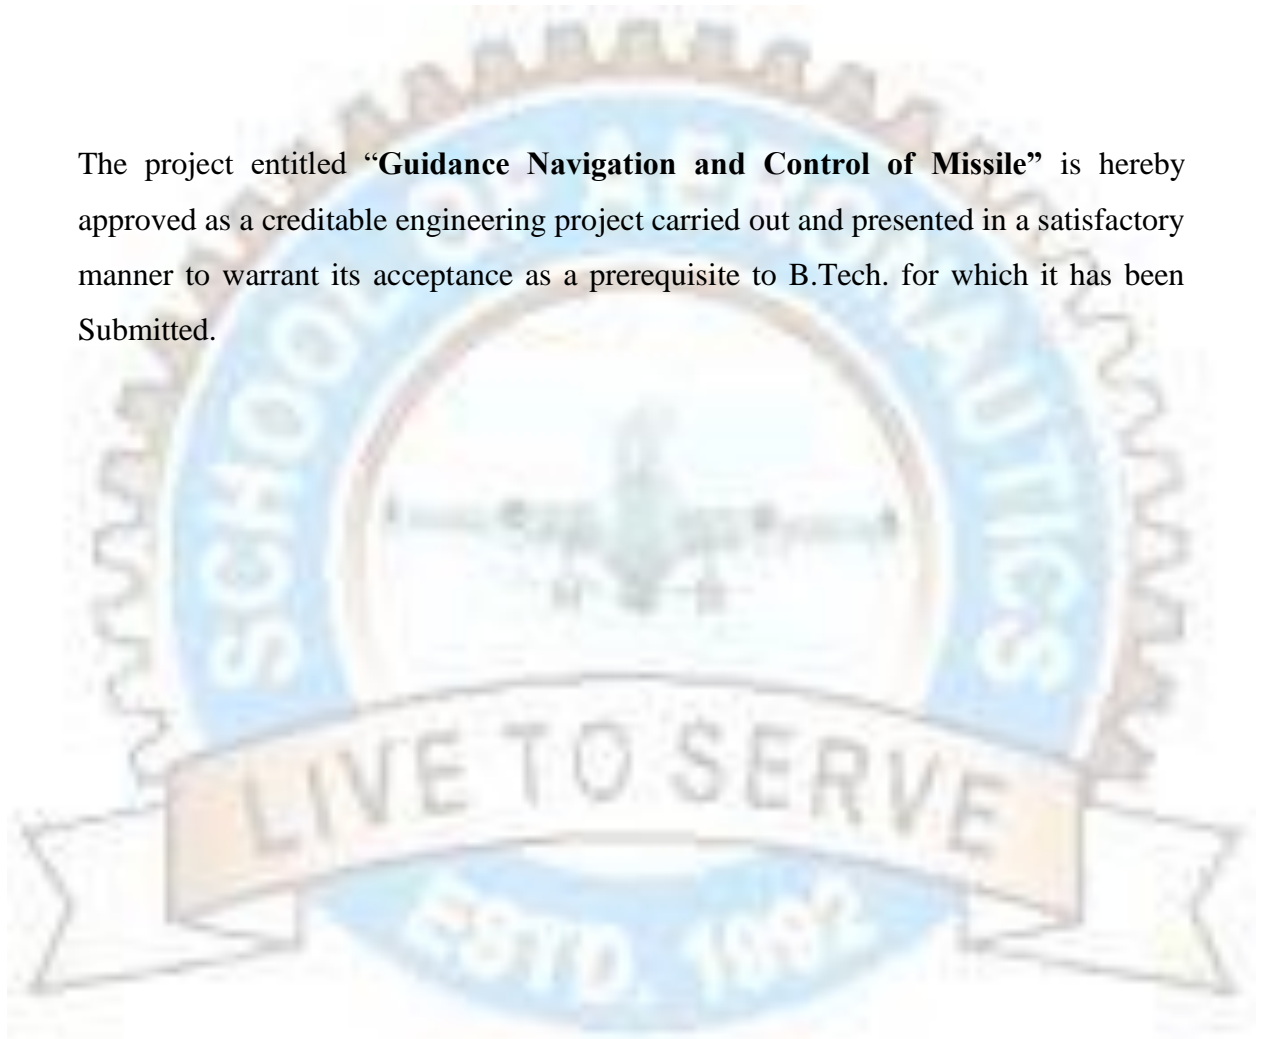 The project entitled “Guidance Navigation and Control of Missile” is hereby
approved as a creditable engineering project carried out and presented in a satisfactory
manner to warrant its acceptance as a prerequisite to B.Tech. for which it has been
Submitted.
SCHOOL OF AERONAUTICS
LIVE TO SERVE
ESTD. 1992